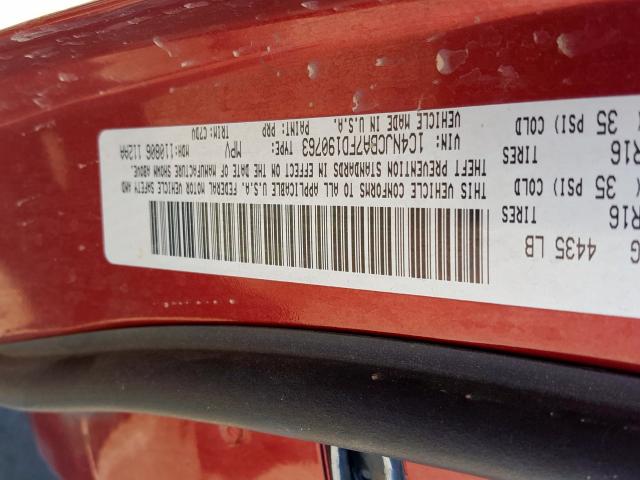 G 4435 LB
R16 TIRES
( 35 PSI) COLD
R16 TIRES
( 35 PSI) COLD
THIS VEHICLE CONFORMS TO ALL APPLICABLE U.S.A. FEDERAL MOTOR VEHICLE SAFETY AND
THEFT PREVENTION STANDARDS IN EFFECT ON THE DATE OF MANUFACTURE SHOWN ABOVE.
VIN: 1C4NJCBA7FD190763 TYPE: MPV MDH:110806 112AA
VEHICLE MADE IN U.S.A. PAINT: PRP TRIM: C7DV